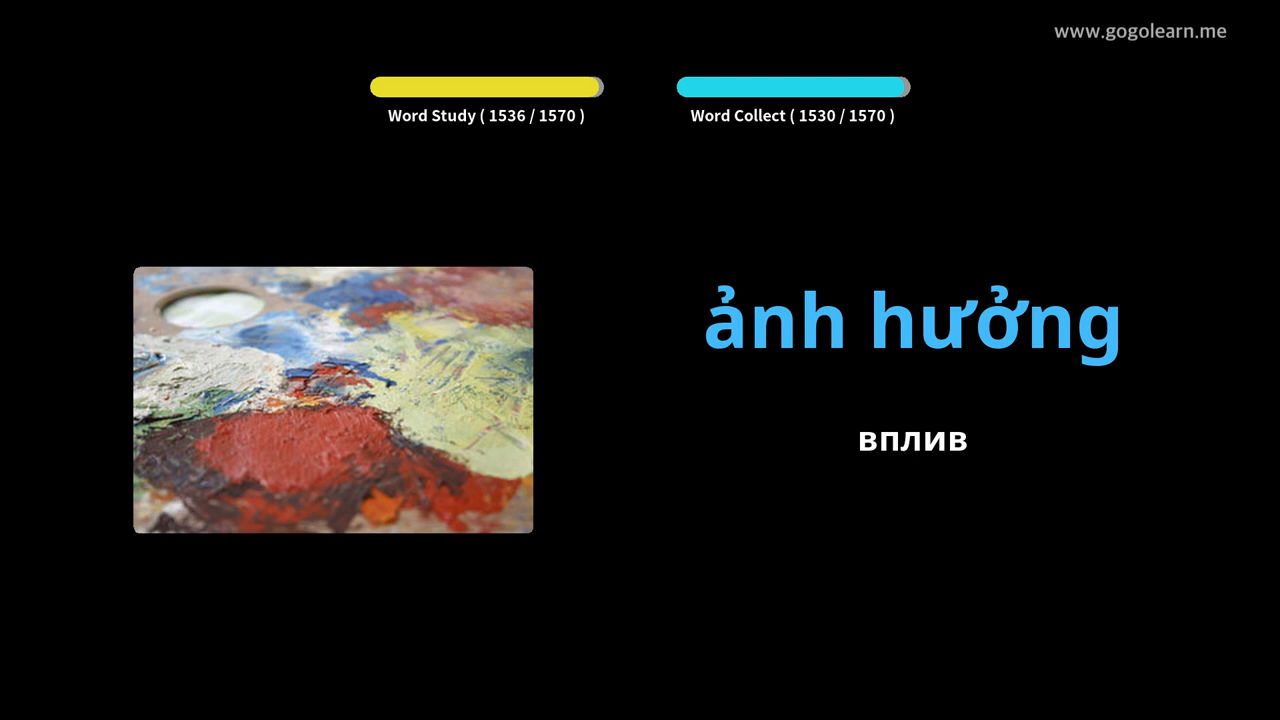 www.gogolearn.me
Word Study ( 1536 / 1570 )
Word Collect ( 1530 / 1570 )
ảnh hưởng
вплив